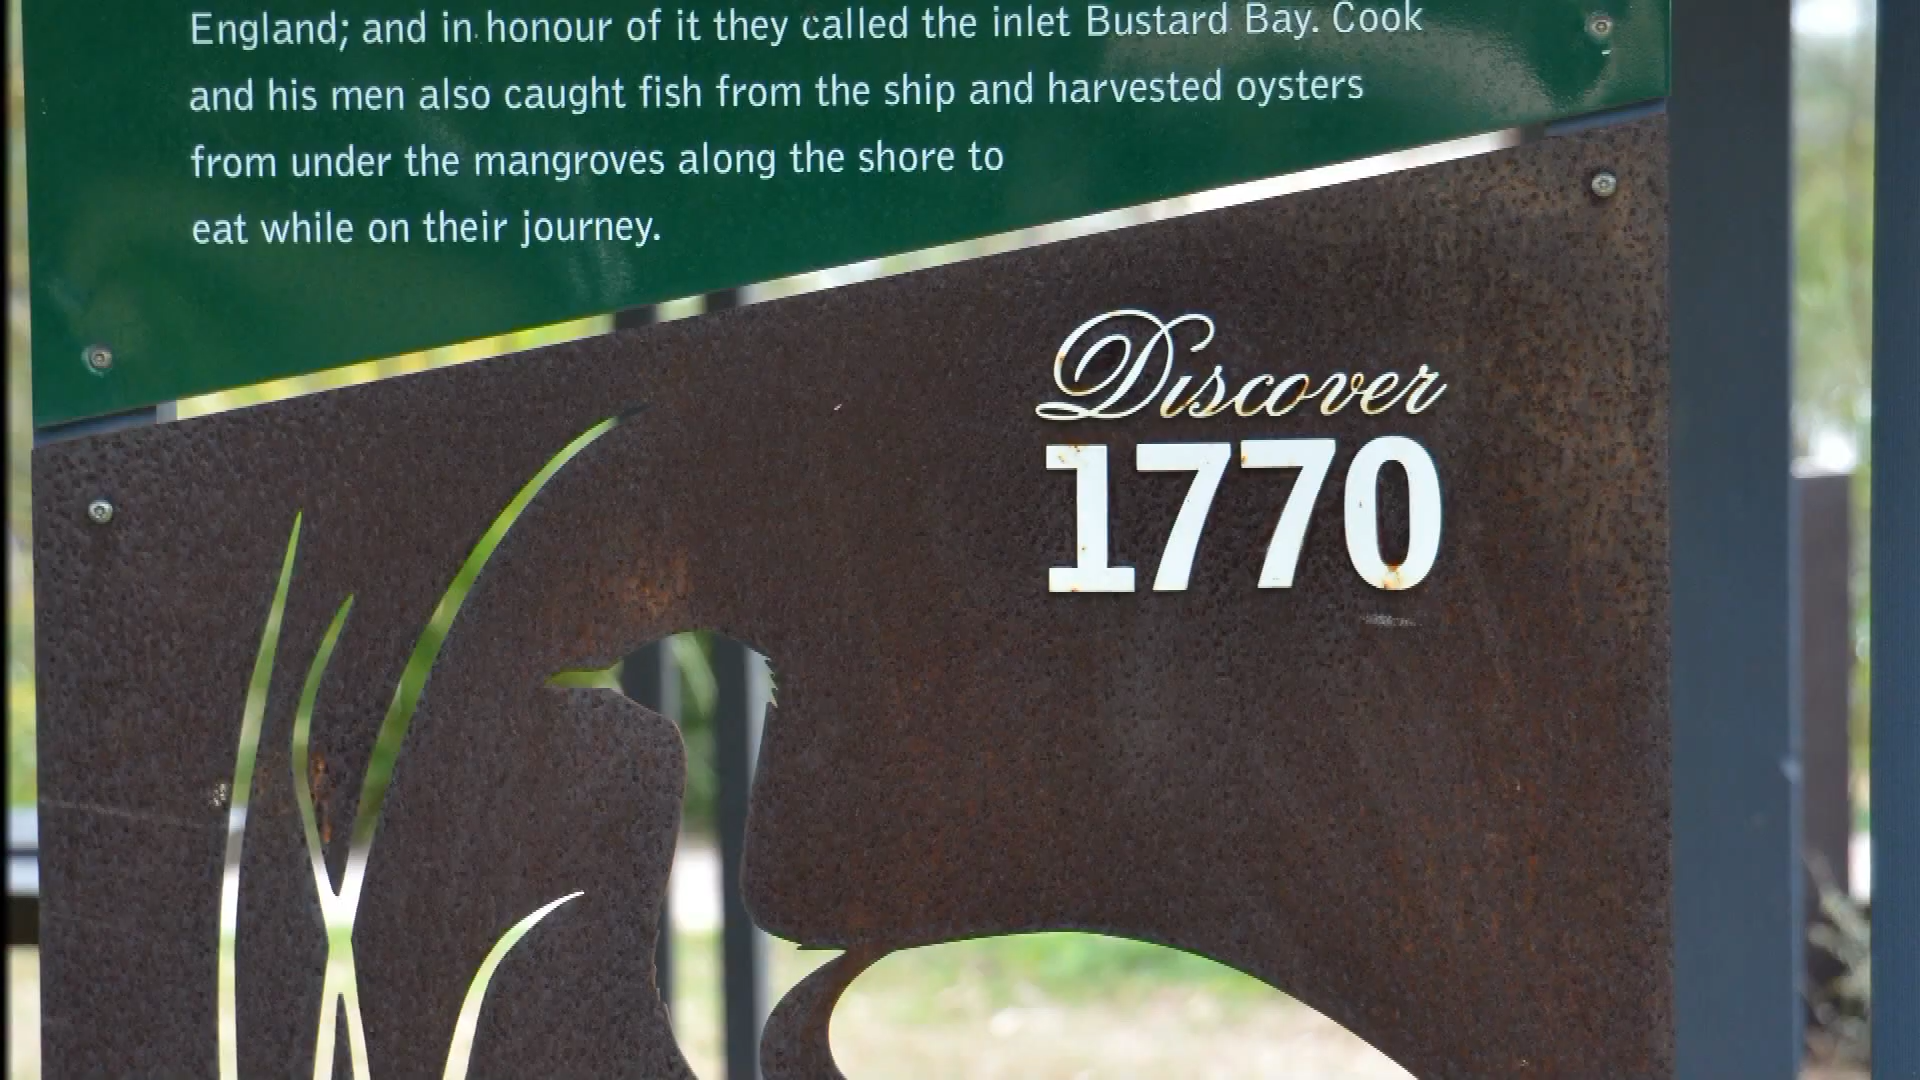 England; and in honour of it they called the inlet Bustard Bay. Cook
and his men also caught fish from the ship and harvested oysters
from under the mangroves along the shore to
eat while on their journey.
Discover
1770